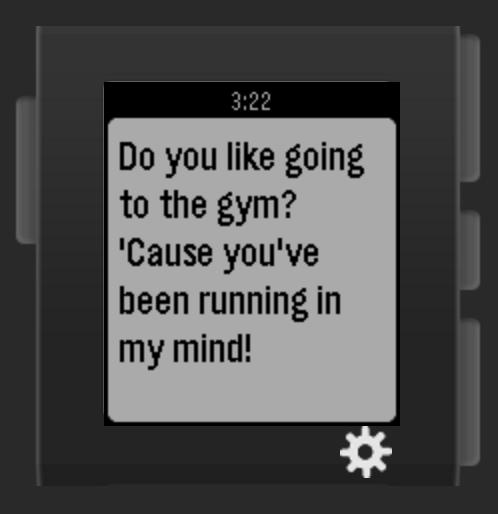 3:22
Do you like going
to the gym?
'Cause you've
been running in
my mind!